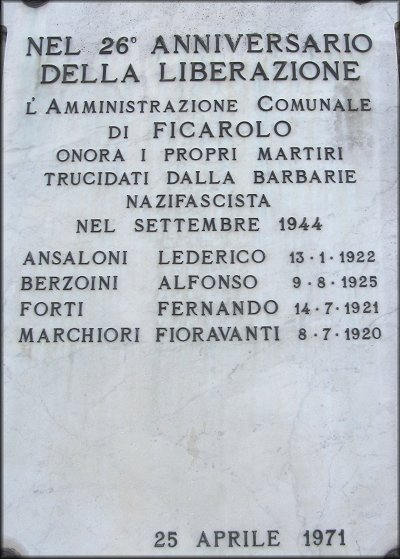 NEL 26° ANNIVERSARIO
DELLA LIBERAZIONE
L'AMMINISTRAZIONE COMUNALE
DI FICAROLO
ONORA I PROPRI MARTIRI
TRUCIDATI DALLA BARBARIE
NAZIFASCISTA
NEL SETTEMBRE 1944
ANSALONI LEDERICO 13·1·1922
BERZOINI ALFONSO 9·8·1925
FORTI FERNANDO 14·7·1921
MARCHIORI FIORAVANTI 8·7·1920
25 APRILE 1971